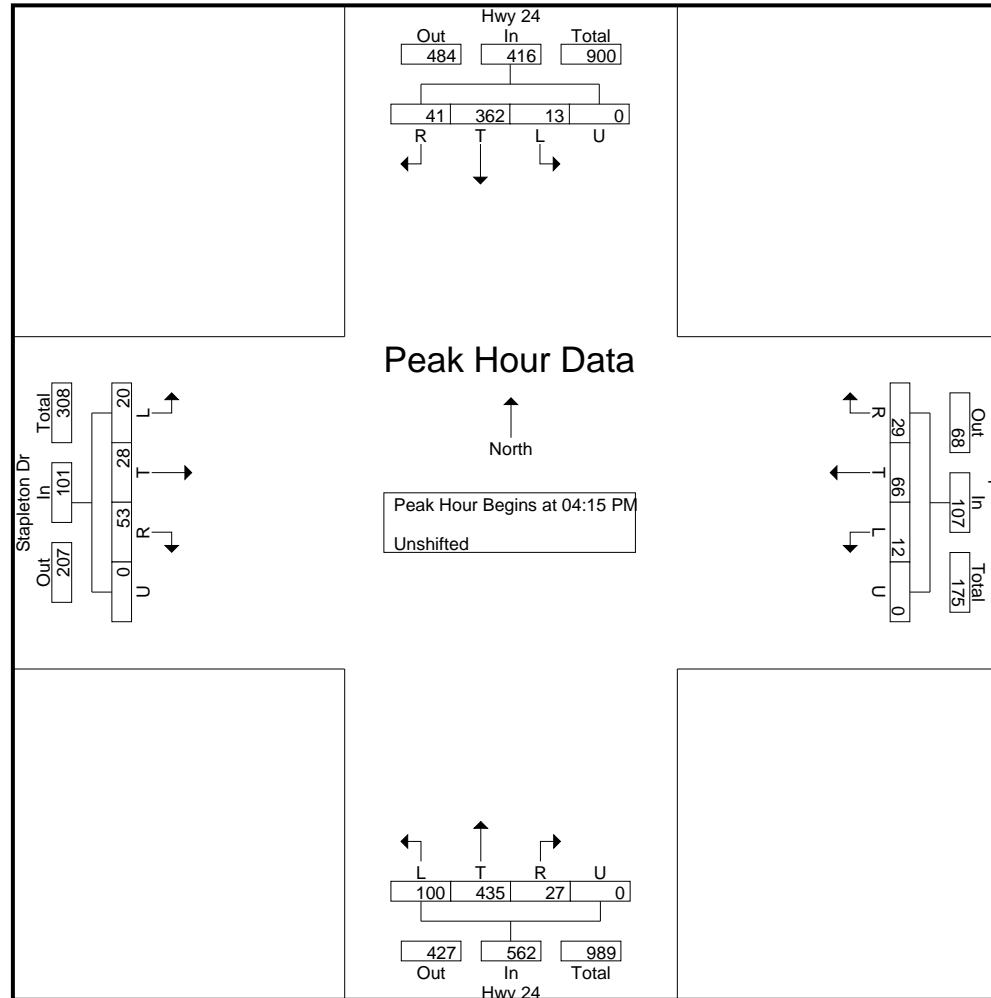 Hwy 24
Out In Total
484 416 900
41 362 13 0
R T L U
Peak Hour Data
North
Peak Hour Begins at 04:15 PM
Unshifted
Stapleton Dr
Total In Out
308 101 207
20 28 53 0
L T R U
R T L U
29 66 12 0
Out In Total
68 107 175
L T R U
100 435 27 0
427 562 989
Out In Total
Hwy 24